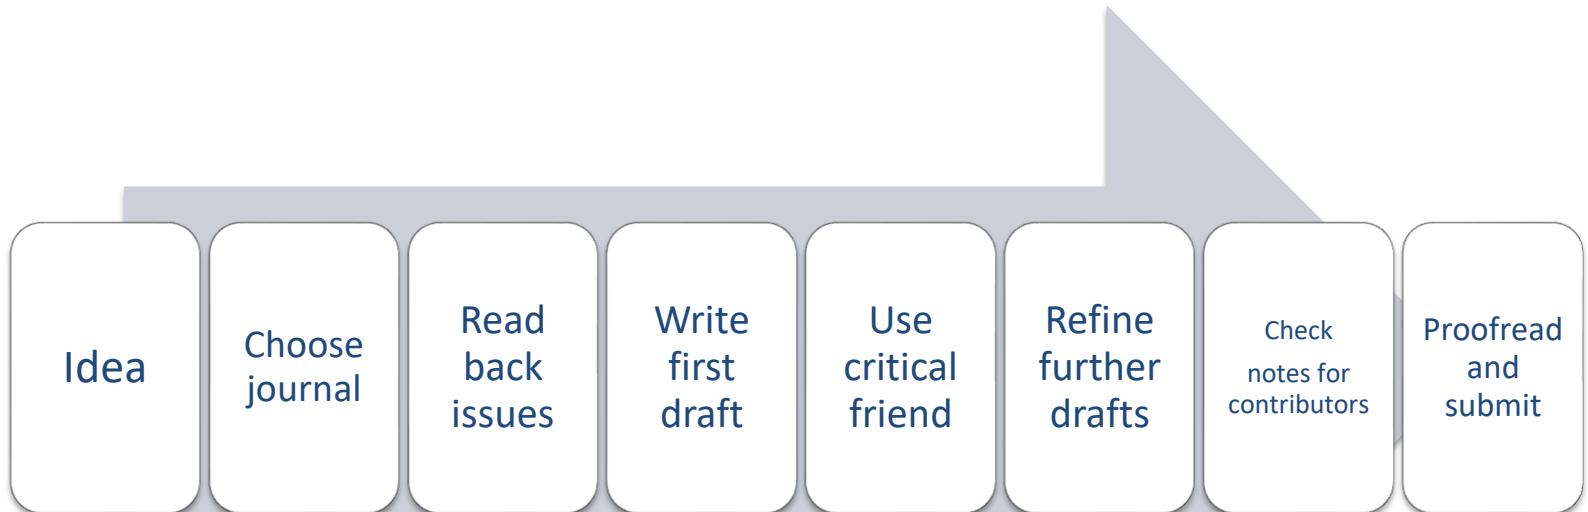 Idea
Choose
journal
Read
back
issues
Write
first
draft
Use
critical
friend
Refine
further
drafts
Check
notes for
contributors
Proofread
and
submit